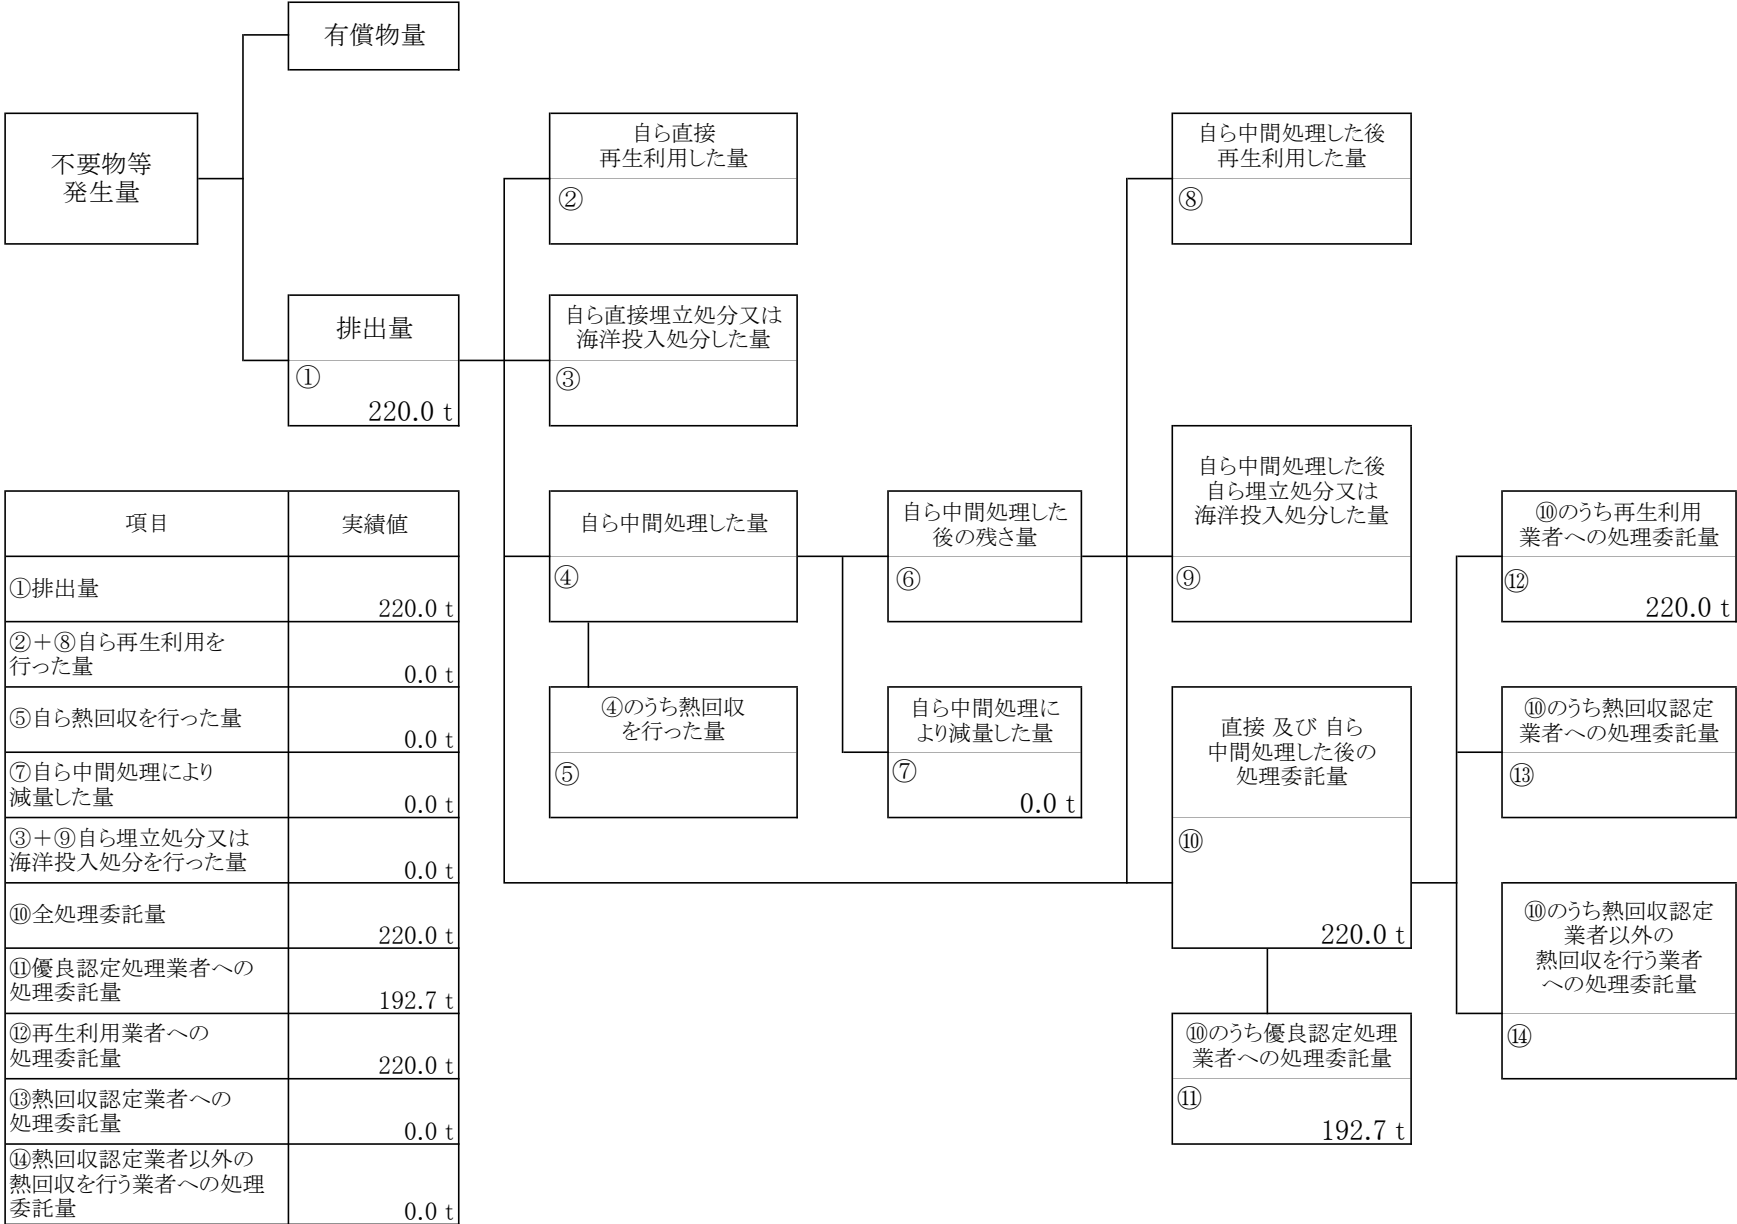 有償物量
不要物等
発生量
自ら直接
再生利用した量
②
自ら中間処理した後
再生利用した量
⑧
排出量
①
220.0 t
自ら直接埋立処分又は
海洋投入処分した量
③
自ら中間処理した量
④
自ら中間処理した
後の残さ量
⑥
自ら中間処理した後
自ら埋立処分又は
海洋投入処分した量
⑨
⑩のうち再生利用
業者への処理委託量
⑫
220.0 t
④のうち熱回収
を行った量
⑤
自ら中間処理に
より減量した量
⑦
0.0 t
直接 及び 自ら
中間処理した後の
処理委託量
⑩
220.0 t
⑩のうち熱回収認定
業者への処理委託量
⑬
⑩のうち熱回収認定
業者以外の
熱回収を行う業者
への処理委託量
⑭
⑩のうち優良認定処理
業者への処理委託量
⑪
192.7 t
項目 実績値
①排出量
220.0 t
②+⑧自ら再生利用を
行った量
0.0 t
⑤自ら熱回収を行った量
0.0 t
⑦自ら中間処理により
減量した量
0.0 t
③+⑨自ら埋立処分又は
海洋投入処分を行った量
0.0 t
⑩全処理委託量
220.0 t
⑪優良認定処理業者への
処理委託量
192.7 t
⑫再生利用業者への
処理委託量
220.0 t
⑬熱回収認定業者への
処理委託量
0.0 t
⑭熱回収認定業者以外の
熱回収を行う業者への処理
委託量
0.0 t